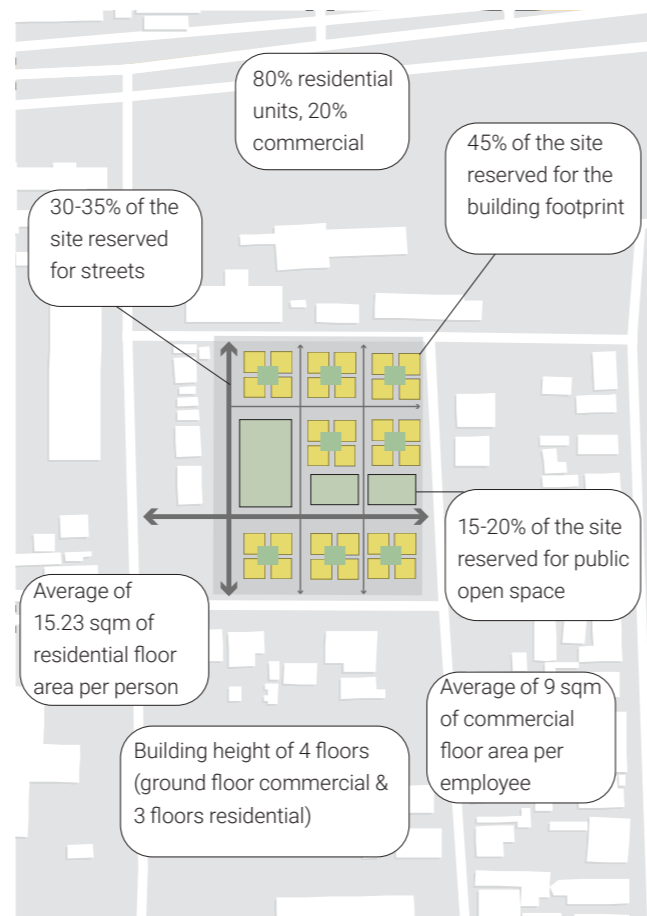 80% residential
units, 20%
commercial
45% of the site
reserved for the
building footprint
30-35% of the
site reserved
for streets
15-20% of the site
reserved for public
open space
Average of
15.23 sqm of
residential floor
area per person
Average of 9 sqm
of commercial
floor area per
employee
Building height of 4 floors
(ground floor commercial &
3 floors residential)